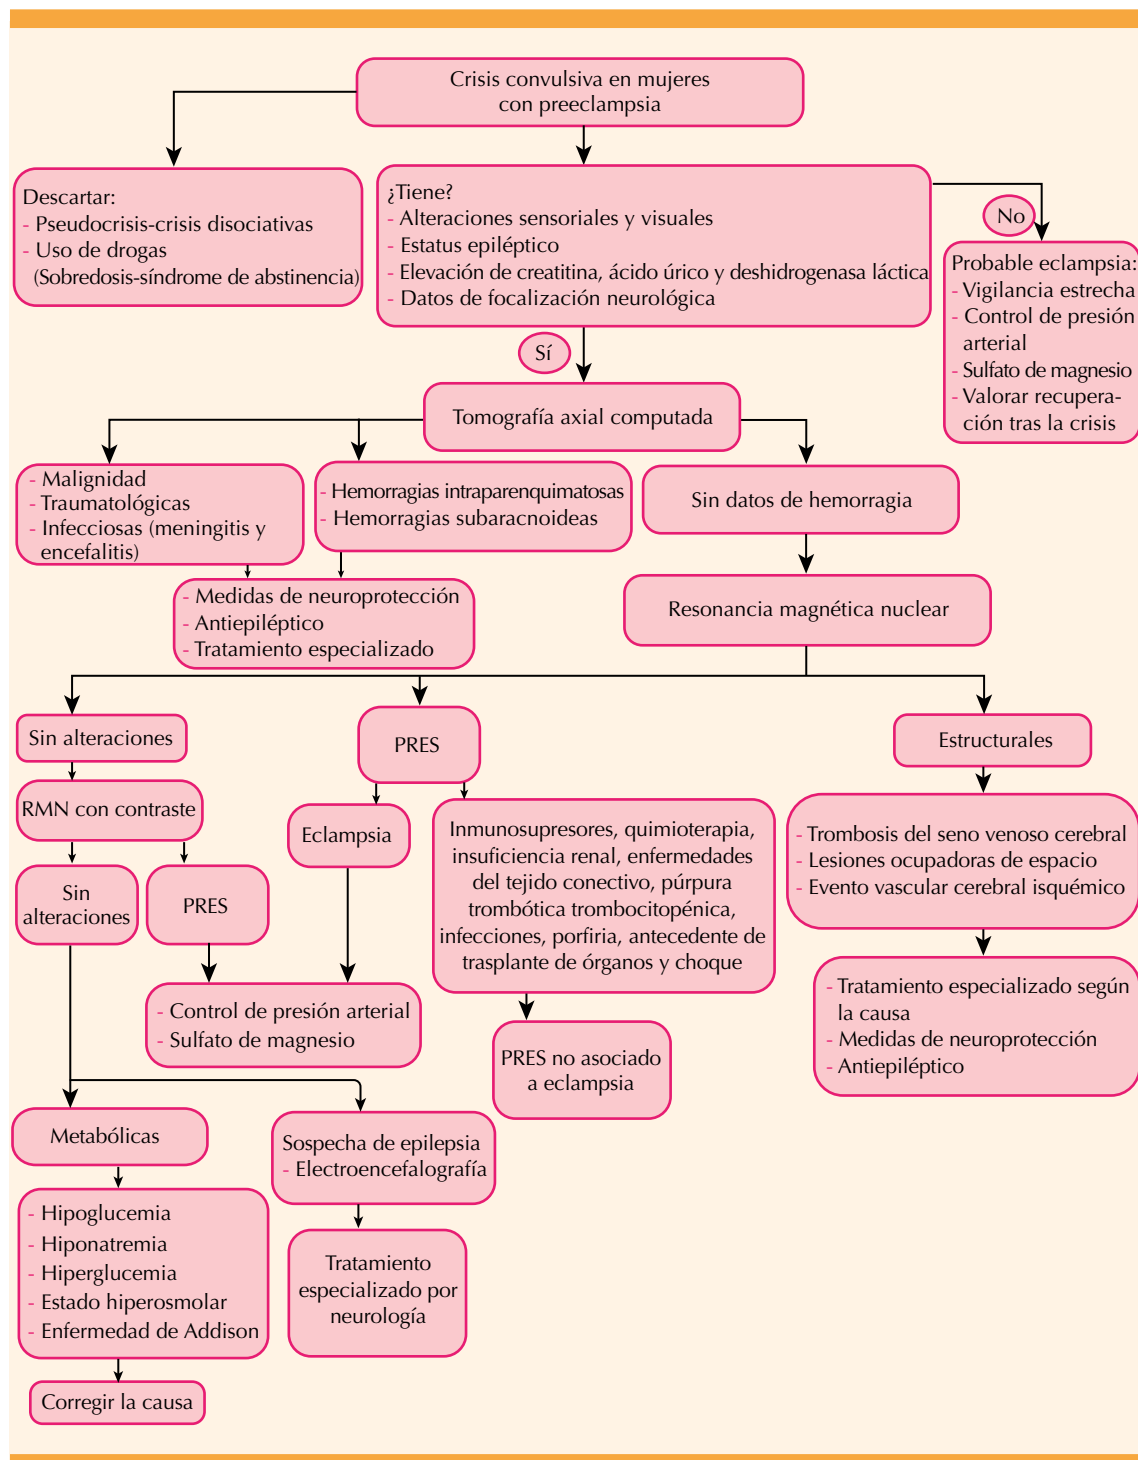 Crisis convulsiva en mujeres
con preeclampsia
Descartar:
- Pseudocrisis-crisis disociativas
- Uso de drogas
(Sobredosis-síndrome de abstinencia)
¿Tiene?
- Alteraciones sensoriales y visuales
- Estatus epiléptico
- Elevación de creatitina, ácido úrico y deshidrogenasa láctica
- Datos de focalización neurológica
No
Probable eclampsia:
- Vigilancia estrecha
- Control de presión
arterial
- Sulfato de magnesio
- Valorar recupera-
ción tras la crisis
Sí
Tomografía axial computada
- Malignidad
- Traumatológicas
- Infecciosas (meningitis y
encefalitis)
- Hemorragias intraparenquimatosas
- Hemorragias subaracnoideas
Sin datos de hemorragia
- Medidas de neuroprotección
- Antiepiléptico
- Tratamiento especializado
Resonancia magnética nuclear
Sin alteraciones
PRES
Estructurales
RMN con contraste
Eclampsia
Inmunosupresores, quimioterapia,
insuficiencia renal, enfermedades
del tejido conectivo, púrpura
trombótica trombocitopénica,
infecciones, porfiria, antecedente de
trasplante de órganos y choque
- Trombosis del seno venoso cerebral
- Lesiones ocupadoras de espacio
- Evento vascular cerebral isquémico
Sin
alteraciones
PRES
- Control de presión arterial
- Sulfato de magnesio
PRES no asociado
a eclampsia
- Tratamiento especializado según
la causa
- Medidas de neuroprotección
- Antiepiléptico
Metabólicas
Sospecha de epilepsia
- Electroencefalografía
- Hipoglucemia
- Hiponatremia
- Hiperglucemia
- Estado hiperosmolar
- Enfermedad de Addison
Tratamiento
especializado por
neurología
Corregir la causa